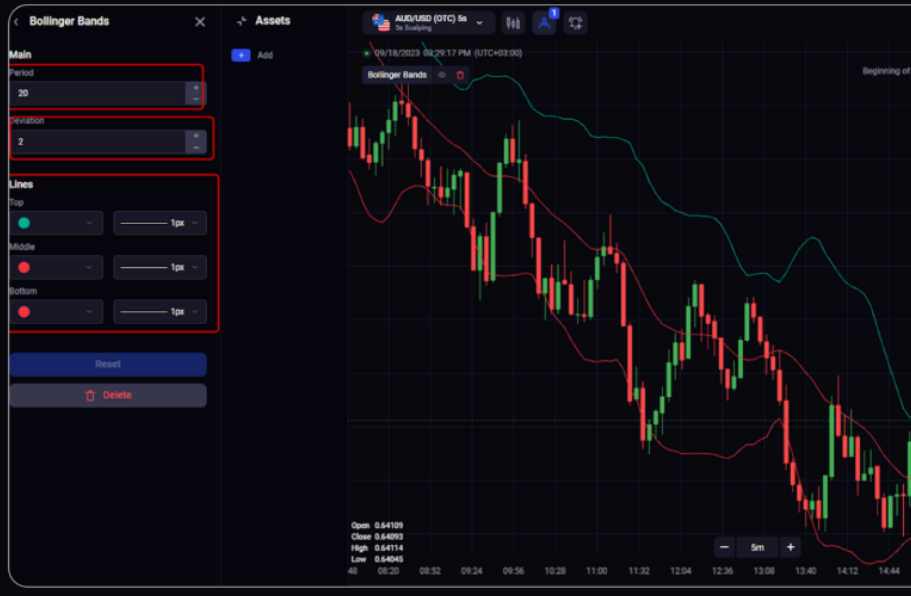 Bollinger Bands
Main
Period
20
Deviation
2
Lines
Top
1px
Middle
1px
Bottom
1px
Reset
Delete
Assets
Add
AUD/USD (OTC) 5s
5s Scalping
1
09/18/2023 03:29:17 PM (UTC+03:00)
Bollinger Bands
Beginning of
Open 0.64109
Close 0.64093
High 0.64114
Low 0.64045
5m
48 08:20 08:52 09:24 09:56 10:28 11:00 11:32 12:04 12:36 13:08 13:40 14:12 14:44